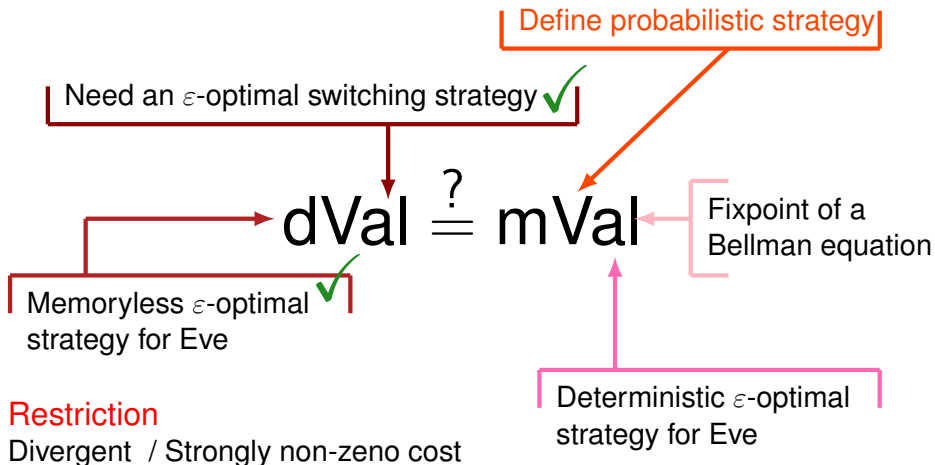 Define probabilistic strategy
Need an ε-optimal switching strategy ✓
dVal ?= mVal
Fixpoint of a
Bellman equation
Memoryless ε-optimal ✓
strategy for Eve
Deterministic ε-optimal
strategy for Eve
Restriction
Divergent / Strongly non-zeno cost